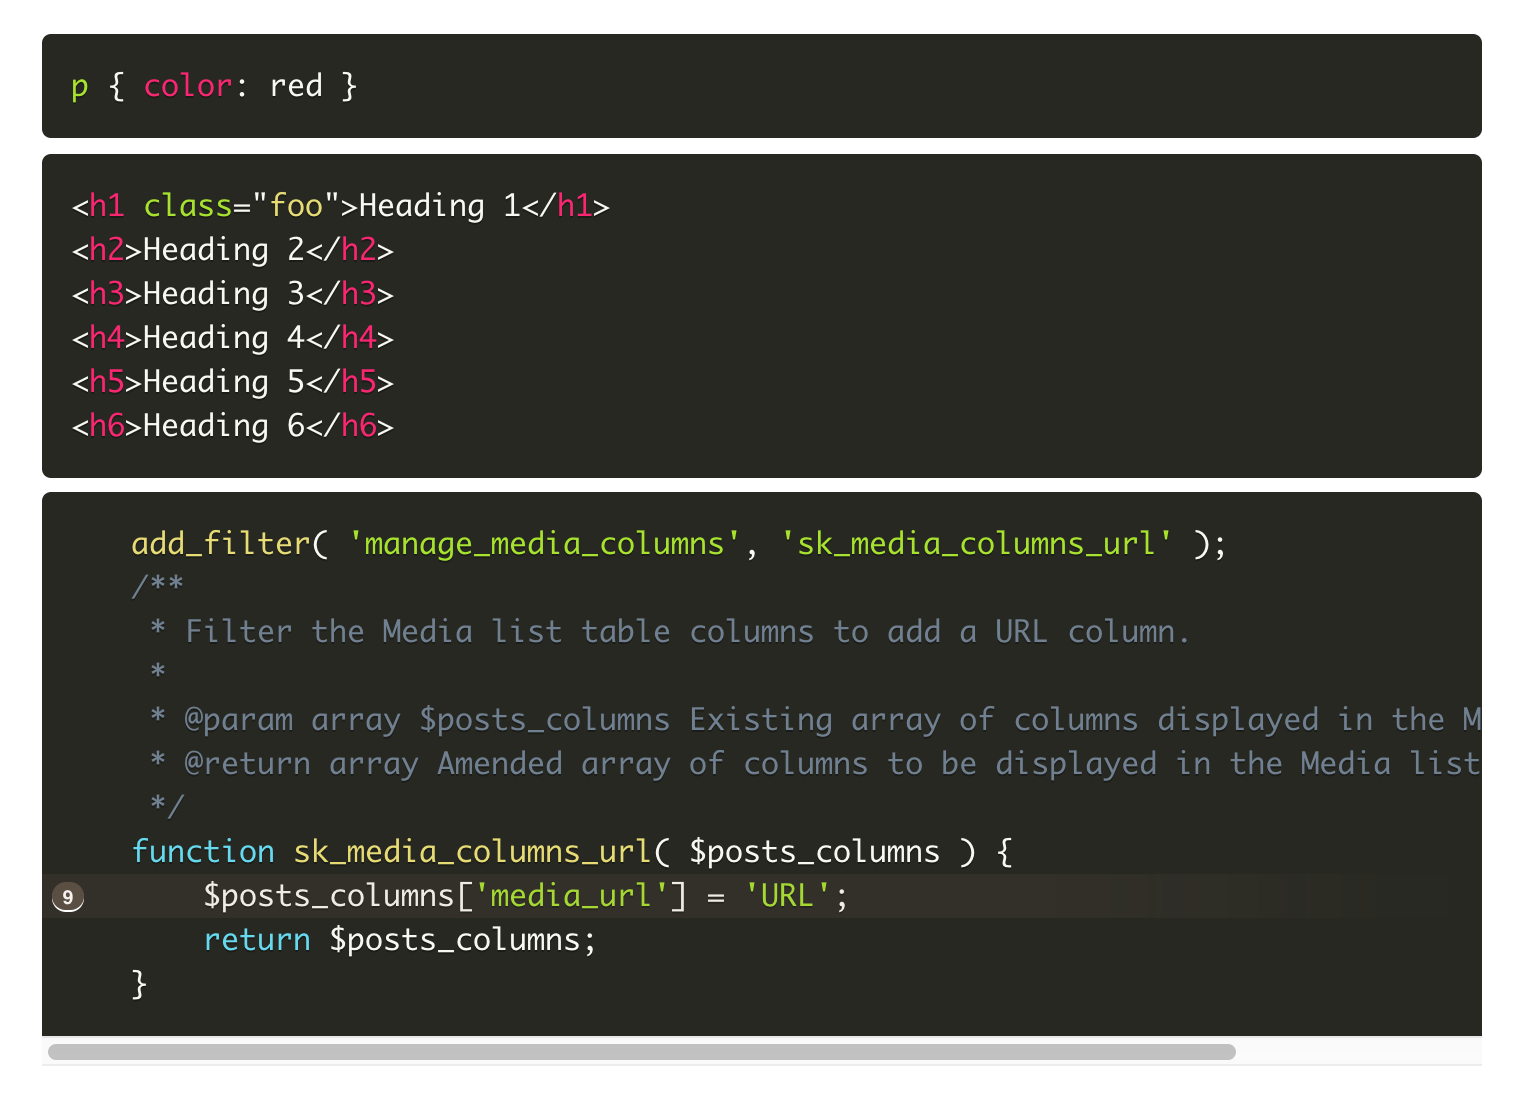 p { color: red }
<h1 class="foo">Heading 1</h1>
<h2>Heading 2</h2>
<h3>Heading 3</h3>
<h4>Heading 4</h4>
<h5>Heading 5</h5>
<h6>Heading 6</h6>
add_filter( 'manage_media_columns', 'sk_media_columns_url' );
/**
 * Filter the Media list table columns to add a URL column.
 *
 * @param array $posts_columns Existing array of columns displayed in the M
 * @return array Amended array of columns to be displayed in the Media list
 */
function sk_media_columns_url( $posts_columns ) {
9    $posts_columns['media_url'] = 'URL';
    return $posts_columns;
}